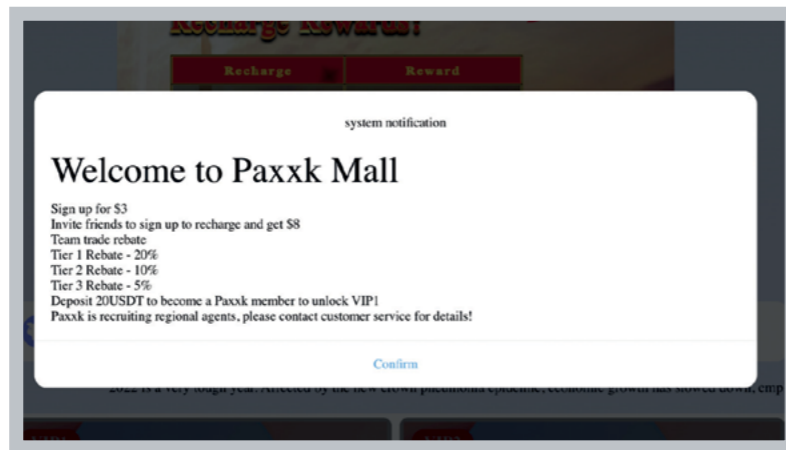 Recharge Rewards!
Recharge Reward
system notification
Welcome to Paxxk Mall
Sign up for $3
Invite friends to sign up to recharge and get $8
Team trade rebate
Tier 1 Rebate - 20%
Tier 2 Rebate - 10%
Tier 3 Rebate - 5%
Deposit 20USDT to become a Paxxk member to unlock VIP1
Paxxk is recruiting regional agents, please contact customer service for details!
Confirm
2022 is a very tough year. Affected by the new crown pneumonia epidemic, economic growth has slowed down, emp
VIP1 VIP2